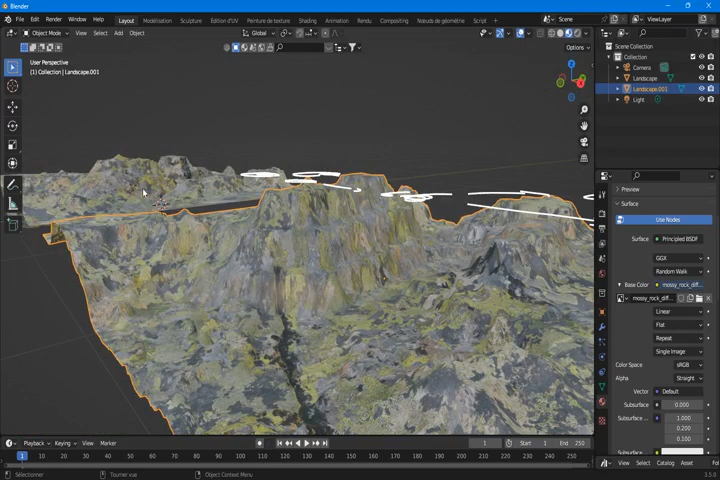 Blender
File Edit Render Window Help Layout Modélisation Sculpture Édition d'UV Peinture de texture Shading Animation Rendu Compositing Nœuds de géométrie Script + Scene ViewLayer
Object Mode View Select Add Object Global
Options
User Perspective
(1) Collection | Landscape.001
Scene Collection
Collection
Camera
Landscape
Landscape.001
Light
Preview
Surface
Use Nodes
Surface Principled BSDF
GGX
Random Walk
Base Color mossy_rock_diff...
mossy_rock_diff...
Linear
Flat
Repeat
Single Image
Color Space sRGB
Alpha Straight
Vector Default
Subsurface 0.000
Subsurface ... 1.000
0.200
0.100
Playback Keying View Marker 1 Start 1 End 250
1 10 20 30 40 50 60 70 80 90 100 110 120 130 140 150 160 170 180 190 200 210 220 230 240 250
View Select Catalog Asset
Sélectionner Tourner vue Object Context Menu 3.5.0